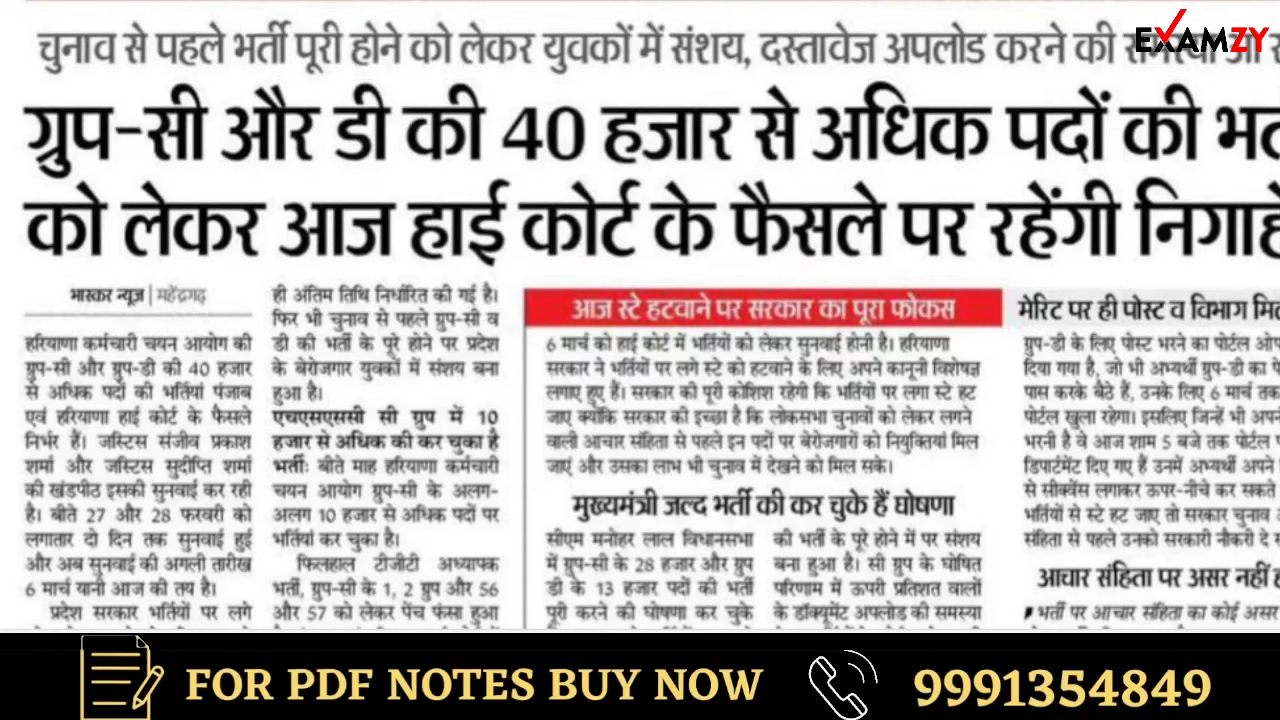 EXAMZY
चुनाव से पहले भर्ती पूरी होने को लेकर युवकों में संशय, दस्तावेज अपलोड करने की
ग्रुप-सी और डी की 40 हजार से अधिक पदों की
को लेकर आज हाई कोर्ट के फैसले पर रहेंगी
भास्कर न्यूज | महेंद्रगढ़
हरियाणा कर्मचारी चयन आयोग की
ग्रुप-सी और ग्रुप-डी की 40 हजार
से अधिक पदों की भर्तियां पंजाब
एवं हरियाणा हाई कोर्ट के फैसले
निर्भर हैं। जस्टिस संजीव प्रकाश
शर्मा और जस्टिस सुदीप्ति शर्मा
की खंडपीठ इसकी सुनवाई कर रही
है। बीते 27 और 28 फरवरी को
लगातार दो दिन तक सुनवाई हुई
और अब सुनवाई की अगली तारीख
6 मार्च यानी आज की तय है।
प्रदेश सरकार भर्तियों पर लगे
ही अंतिम तिथि निर्धारित की गई है।
फिर भी चुनाव से पहले ग्रुप-सी व
डी की भर्ती के पूरे होने पर प्रदेश
के बेरोजगार युवकों में संशय बना
हुआ है।
एचएसएससी सी ग्रुप में 10
हजार से अधिक की कर चुका है
भर्ती: बीते माह हरियाणा कर्मचारी
चयन आयोग ग्रुप-सी के अलग-
अलग 10 हजार से अधिक पदों पर
भर्तियां कर चुका है।
फिलहाल टीजीटी अध्यापक
भर्ती, ग्रुप-सी के 1, 2 ग्रुप और 56
और 57 को लेकर पेंच फंसा हुआ
आज स्टे हटवाने पर सरकार का पूरा फोकस
6 मार्च को हाई कोर्ट में भर्तियों को लेकर सुनवाई होनी है। हरियाणा
सरकार ने भर्तियों पर लगे स्टे को हटवाने के लिए अपने कानूनी विशेषज्ञ
लगाए हुए हैं। सरकार की पूरी कोशिश रहेगी कि भर्तियों पर लगा स्टे हट
जाए क्योंकि सरकार की इच्छा है कि लोकसभा चुनावों को लेकर लगने
वाली आचार संहिता से पहले इन पदों पर बेरोजगारों को नियुक्तियां मिल
जाएं और उसका लाभ भी चुनाव में देखने को मिल सके।
मुख्यमंत्री जल्द भर्ती की कर चुके हैं घोषणा
सीएम मनोहर लाल विधानसभा
में ग्रुप-सी के 28 हजार और ग्रुप
डी के 13 हजार पदों की भर्ती
पूरी करने की घोषणा कर चुके
की भर्ती के पूरे होने में पर संशय
बना हुआ है। सी ग्रुप के घोषित
परिणाम में ऊपरी प्रतिशत वालों
के डॉक्यूमेंट अपलोड की समस्या
मेरिट पर ही पोस्ट व विभाग
ग्रुप-डी के लिए पोस्ट भरने का पोर्टल
दिया गया है, जो भी अभ्यर्थी ग्रुप-डी का
पास करके बैठे हैं, उनके लिए 6 मार्च तक
पोर्टल खुला रहेगा। इसलिए जिन्हें भी
भरनी है वे आज शाम 5 बजे तक पोर्टल
डिपार्टमेंट दिए गए हैं उनमें अभ्यर्थी अपने
से सीक्वेंस लगाकर ऊपर-नीचे कर सकते
भर्तियों से स्टे हट जाए तो सरकार चुनाव
संहिता से पहले उनको सरकारी नौकरी दे
आचार संहिता पर असर नहीं
भर्ती पर आचार संहिता का कोई असर
FOR PDF NOTES BUY NOW
9991354849